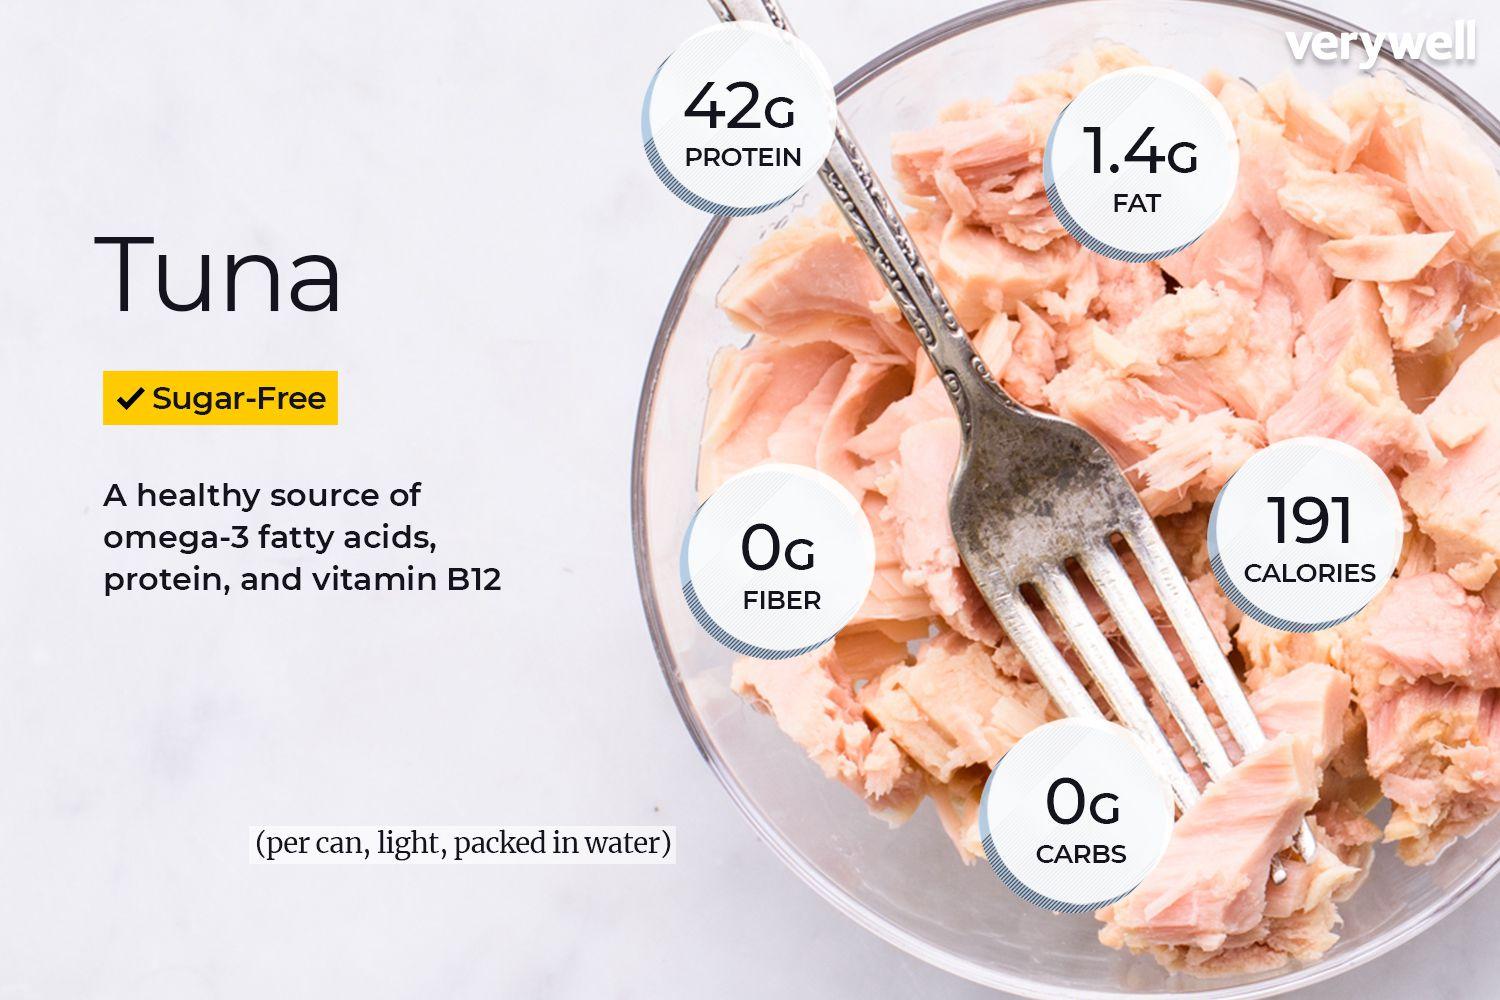 verywell
42G
PROTEIN
1.4G
FAT
Tuna
✓ Sugar-Free
A healthy source of
omega-3 fatty acids,
protein, and vitamin B12
0G
FIBER
191
CALORIES
0G
CARBS
(per can, light, packed in water)